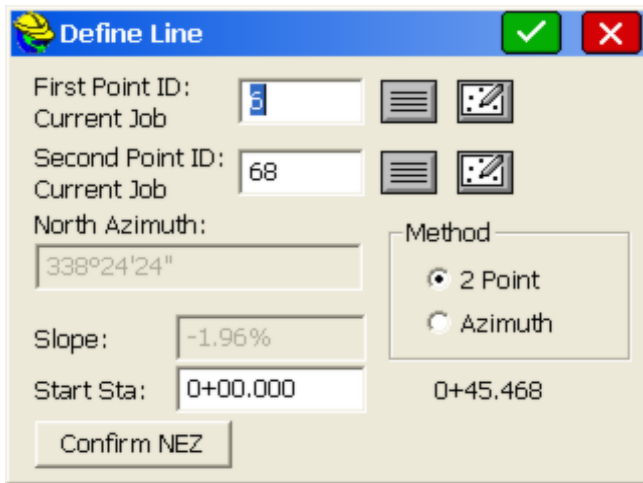 Define Line
First Point ID:
Current Job
6
Second Point ID:
Current Job
68
North Azimuth:
338°24'24"
Method
2 Point
Azimuth
Slope:
-1.96%
Start Sta:
0+00.000
0+45.468
Confirm NEZ